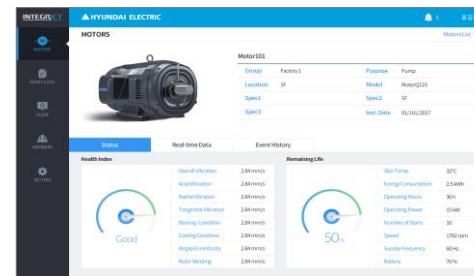 INTEGRICT
HYUNDAI ELECTRIC
5
MOTORS
Motors List
MOTORS
EVENT LOGS
GUIDE
MEMBERS
SETTING
Motor101
Group Factory1 Purpose Pump
Location 1F Model MotorQ123
Spec1 Spec2 1F
Spec3 Inst. Date 01/JUL/2017
Status Real-time Data Event History
Health Index
Good
Overall Vibration 2.84 mm/s
Axial Vibration 2.84 mm/s
Radial Vibration 2.84 mm/s
Tangential Vibration 2.84 mm/s
Bearing Condition 2.84 mm/s
Cooling Condition 2.84 mm/s
Airgap Eccentricity 2.84 mm/s
Rotor Winding 2.84 mm/s
Remaining Life
50%
Skin Temp. 32°C
Energy Consumption 2.5 kWh
Operating Hours 30 h
Operating Power 15 kW
Number of Starts 10
Speed 1782 rpm
Supply Frequency 60 Hz
Battery 70 %